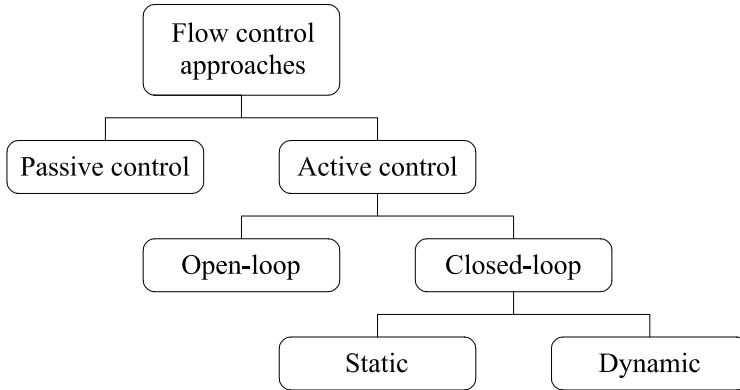 Flow control
approaches
Passive control
Active control
Open-loop
Closed-loop
Static
Dynamic